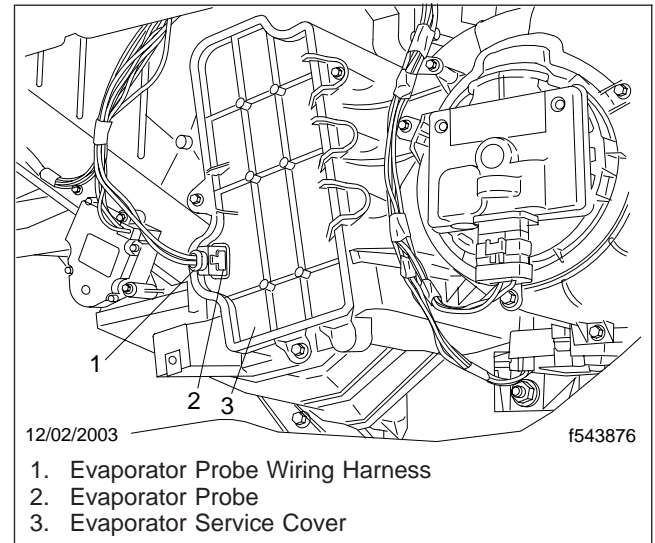 1
2
3
12/02/2003
f543876
1. Evaporator Probe Wiring Harness
2. Evaporator Probe
3. Evaporator Service Cover